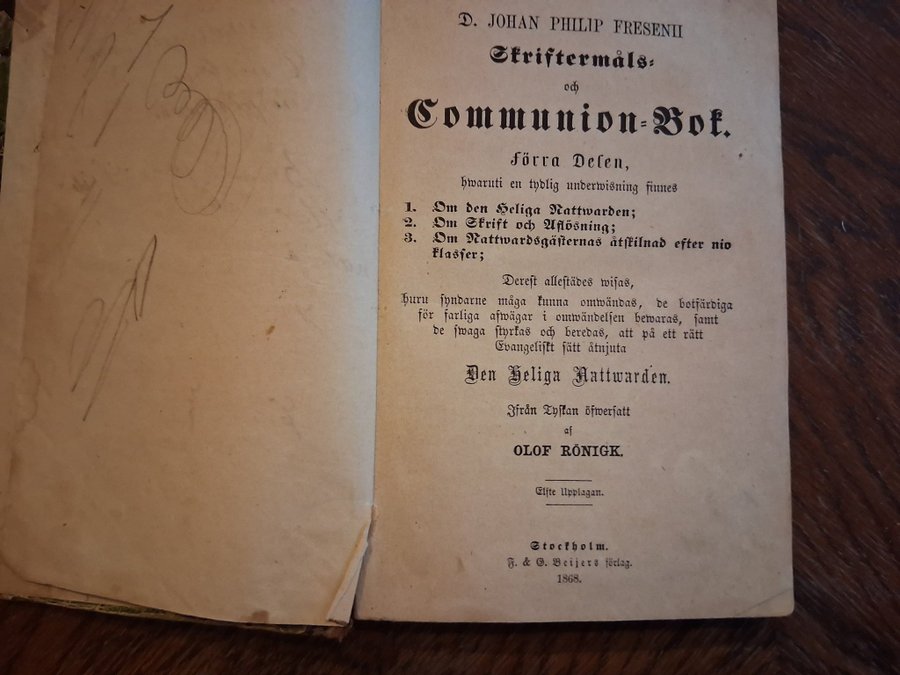 D. JOHAN PHILIP FRESENII
Skriftermåls-
och
Communion-Bok.
Förra Delen,
hwaruti en tydlig underwisning finnes
1. Om den Heliga Nattwarden;
2. Om Skrift och Aflösning;
3. Om Nattwardsgästernas åtskilnad efter nio
klasser;
Derest allestädes wisas,
huru syndarne måga kunna omwändas, de botfärdiga
för farliga afwägar i omwändelsen bewaras, samt
de swaga styrkas och beredas, att på ett rätt
Evangeliskt sätt åtnjuta
Den Heliga Nattwarden.
Ifrån Tyskan öfwersatt
af
OLOF RÖNIGK.
Elfte Upplagan.
Stockholm.
F. & G. Beijers förlag.
1868.